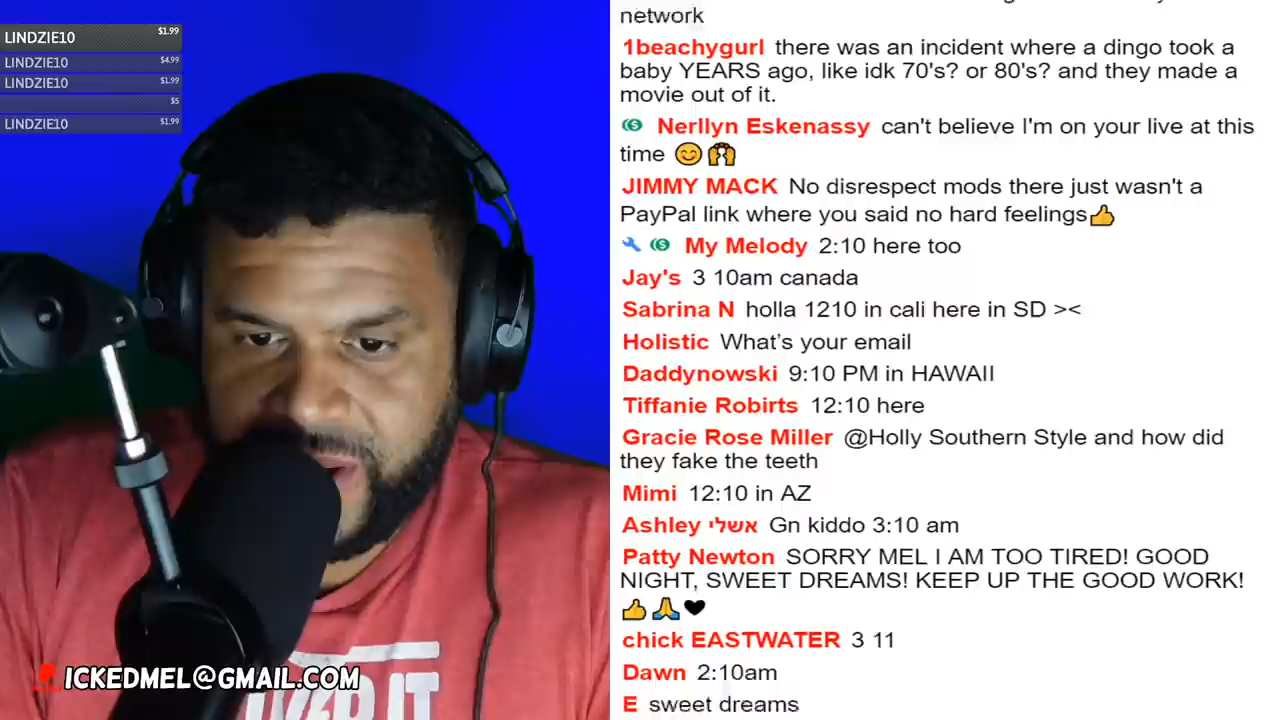 LINDZIE10 $1.99
LINDZIE10 $4.99
LINDZIE10 $1.99
$5
LINDZIE10 $1.99
ICKEDMEL@GMAIL.COM
network
1beachygurl there was an incident where a dingo took a
baby YEARS ago, like idk 70's? or 80's? and they made a
movie out of it.
Nerllyn Eskenassy can't believe I'm on your live at this
time 😊🙌
JIMMY MACK No disrespect mods there just wasn't a
PayPal link where you said no hard feelings👍
My Melody 2:10 here too
Jay's 3 10am canada
Sabrina N holla 1210 in cali here in SD ><
Holistic What’s your email
Daddynowski 9:10 PM in HAWAII
Tiffanie Robirts 12:10 here
Gracie Rose Miller @Holly Southern Style and how did
they fake the teeth
Mimi 12:10 in AZ
Ashley אשלי Gn kiddo 3:10 am
Patty Newton SORRY MEL I AM TOO TIRED! GOOD
NIGHT, SWEET DREAMS! KEEP UP THE GOOD WORK!
👍🙏🖤
chick EASTWATER 3 11
Dawn 2:10am
E sweet dreams